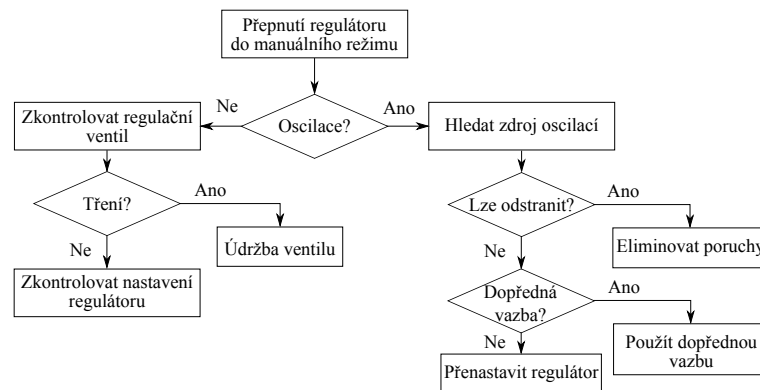 Přepnutí regulátoru
do manuálního režimu
Ne
Ano
Zkontrolovat regulační
ventil
Oscilace?
Hledat zdroj oscilací
Tření?
Ano
Lze odstranit?
Ano
Ne
Údržba ventilu
Ne
Eliminovat poruchy
Zkontrolovat nastavení
regulátoru
Dopředná
vazba?
Ano
Ne
Použít dopřednou
vazbu
Přenastavit regulátor